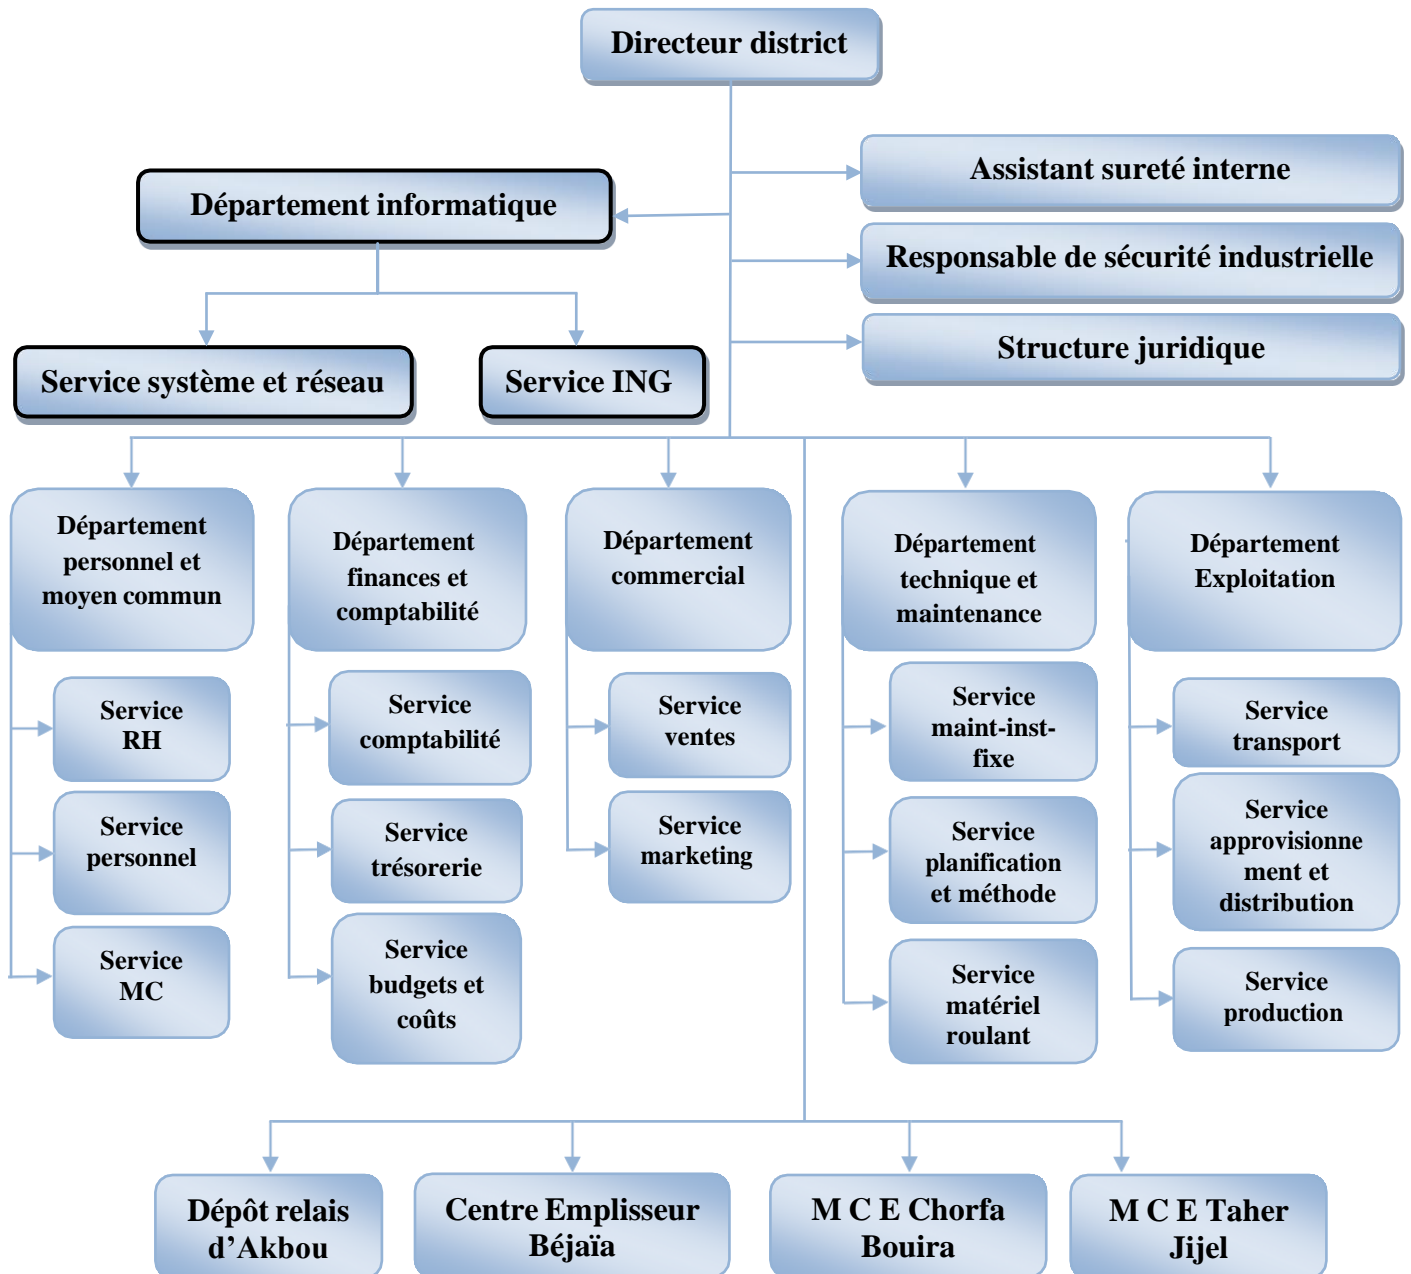 Directeur district
Assistant sureté interne
Département informatique
Responsable de sécurité industrielle
Structure juridique
Service système et réseau
Service ING
Département
personnel et
moyen commun
Département
finances et
comptabilité
Département
commercial
Département
technique et
maintenance
Département
Exploitation
Service
RH
Service
comptabilité
Service
ventes
Service
maint-inst-
fixe
Service
transport
Service
personnel
Service
trésorerie
Service
marketing
Service
planification
et méthode
Service
approvisionne
ment et
distribution
Service
MC
Service
budgets et
coûts
Service
matériel
roulant
Service
production
Dépôt relais
d’Akbou
Centre Emplisseur
Béjaïa
M C E Chorfa
Bouira
M C E Taher
Jijel